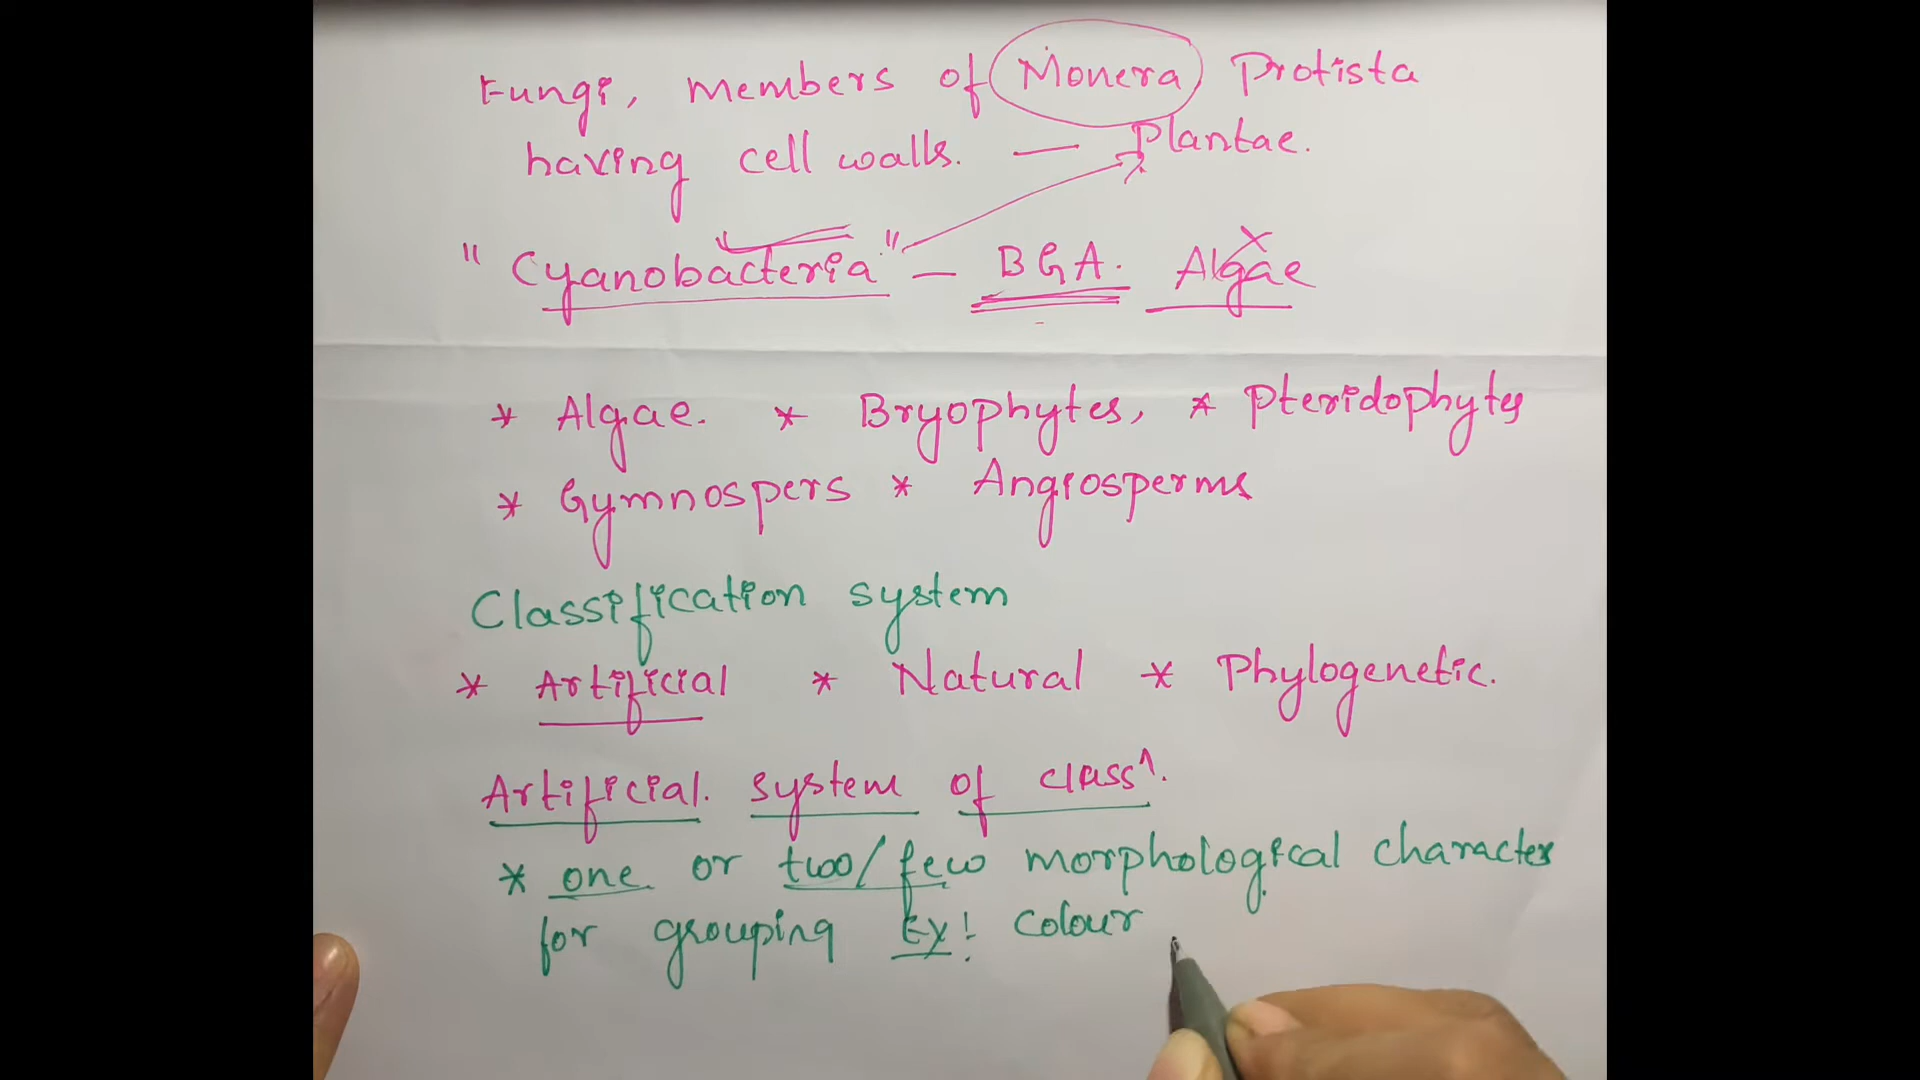 Fungi, members of Monera Protista
having cell walls. — Plantae.
" Cyanobacteria " — BGA. Algae
* Algae. * Bryophytes, * Pteridophytes
* Gymnospers * Angiosperms
Classification system
* Artificial * Natural * Phylogenetic.
Artificial. system of class^.
* one or two/few morphological character
for grouping Ex: colour